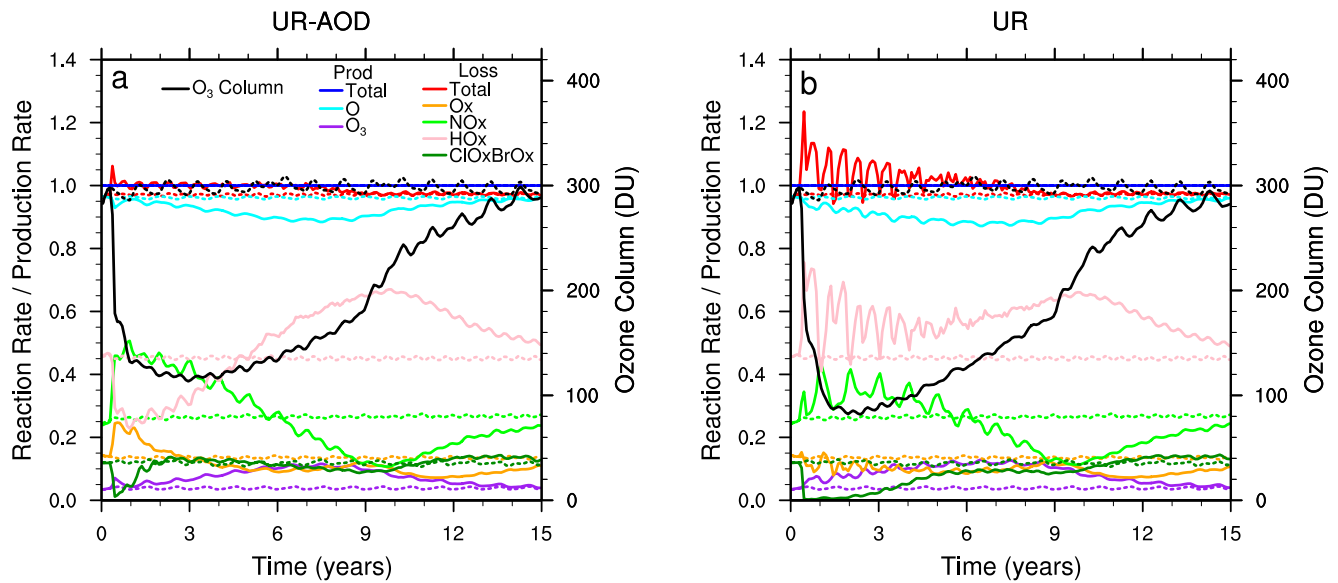 UR-AOD
a
O₃ Column
Prod
Total
O
O₃
Loss
Total
Ox
NOx
HOx
ClOxBrOx
Reaction Rate / Production Rate
1.4
1.2
1.0
0.8
0.6
0.4
0.2
0.0
400
300
200
100
0
Ozone Column (DU)
0 3 6 9 12 15
Time (years)
UR
b
Reaction Rate / Production Rate
1.4
1.2
1.0
0.8
0.6
0.4
0.2
0.0
400
300
200
100
0
Ozone Column (DU)
0 3 6 9 12 15
Time (years)